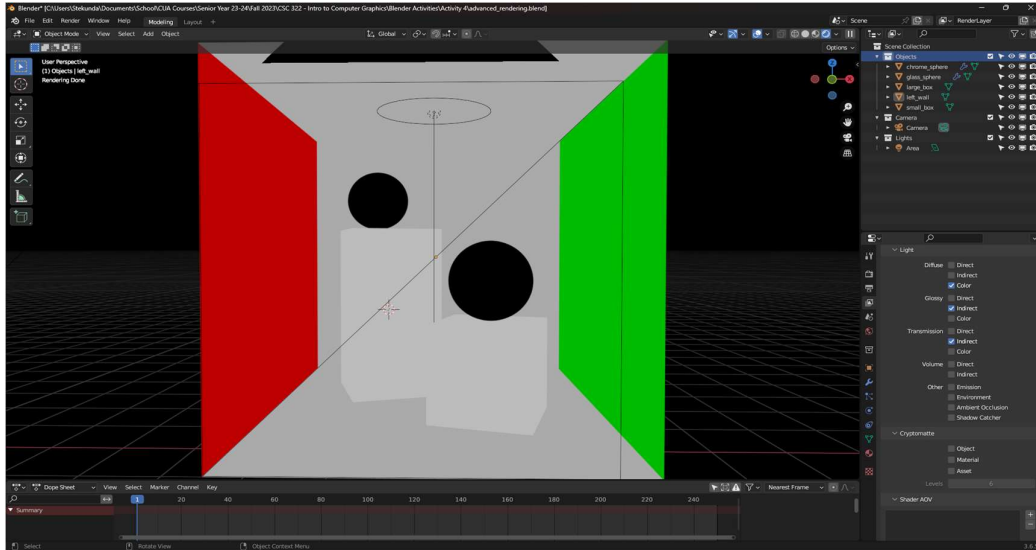 Blender* [C:\Users\Stekunda\Documents\School\CUA Courses\Senior Year 23-24\Fall 2023\CSC 322 - Intro to Computer Graphics\Blender Activities\Activity 4\advanced_rendering.blend]
File Edit Render Window Help Modeling Layout + Scene RenderLayer
Object Mode View Select Add Object Global
Options
User Perspective
(1) Objects | left_wall
Rendering Done
Z
X
Scene Collection
Objects
chrome_sphere
glass_sphere
large_box
left_wall
small_box
Camera
Camera
Lights
Area
Light
Diffuse Direct
Indirect
Color
Glossy Direct
Indirect
Color
Transmission Direct
Indirect
Color
Volume Direct
Indirect
Other Emission
Environment
Ambient Occlusion
Shadow Catcher
Cryptomatte
Object
Material
Asset
Levels 6
Shader AOV
Dope Sheet View Select Marker Channel Key Nearest Frame
1 20 40 60 80 100 120 140 160 180 200 220 240
Summary
Select Rotate View Object Context Menu